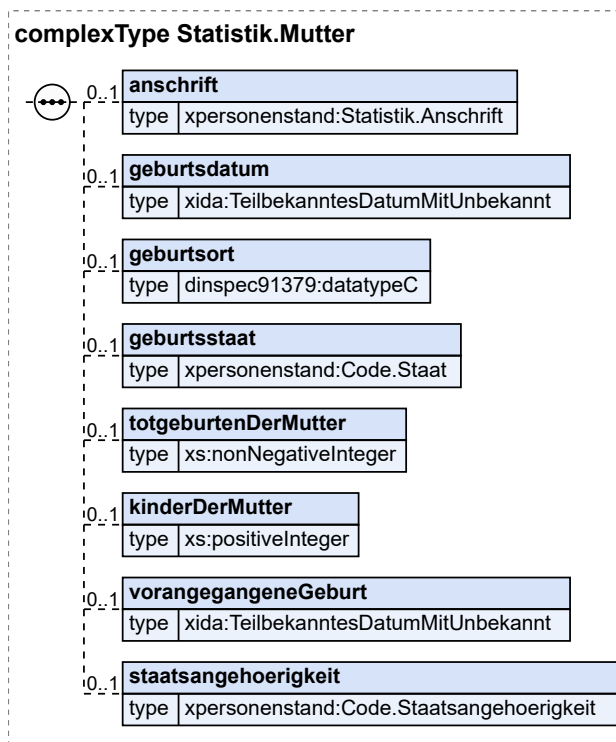 complexType Statistik.Mutter
0..1 anschrift
type xpersonenstand:Statistik.Anschrift
0..1 geburtsdatum
type xida:TeilbekanntesDatumMitUnbekannt
0..1 geburtsort
type dinspec91379:datatypeC
0..1 geburtsstaat
type xpersonenstand:Code.Staat
0..1 totgeburtenDerMutter
type xs:nonNegativeInteger
0..1 kinderDerMutter
type xs:positiveInteger
0..1 vorangegangeneGeburt
type xida:TeilbekanntesDatumMitUnbekannt
0..1 staatsangehoerigkeit
type xpersonenstand:Code.Staatsangehoerigkeit